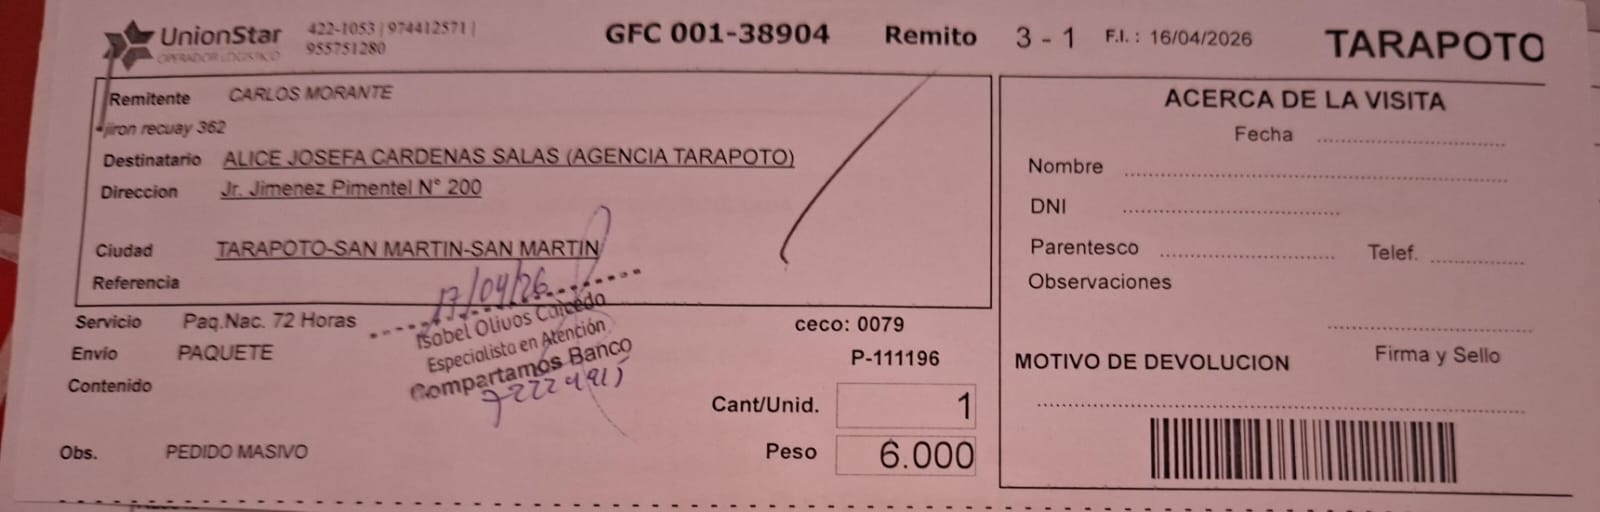 UnionStar
OPERADOR LOGISTICO
422-1053 | 974412571 |
955751280
GFC 001-38904 Remito 3 - 1 F.I. : 16/04/2026 TARAPOTO
Remitente CARLOS MORANTE
jiron recuay 362
Destinatario ALICE JOSEFA CARDENAS SALAS (AGENCIA TARAPOTO)
Direccion Jr. Jimenez Pimentel N° 200
Ciudad TARAPOTO-SAN MARTIN-SAN MARTIN
Referencia
Servicio Paq.Nac. 72 Horas
Envío PAQUETE
Contenido
Obs. PEDIDO MASIVO
17/04/26
Isabel Olivos Caicedo
Especialista en Atención
Compartamos Banco
72224915
ceco: 0079
P-111196
Cant/Unid. 1
Peso 6.000
ACERCA DE LA VISITA
Fecha
Nombre
DNI
Parentesco Telef.
Observaciones
Firma y Sello
MOTIVO DE DEVOLUCION